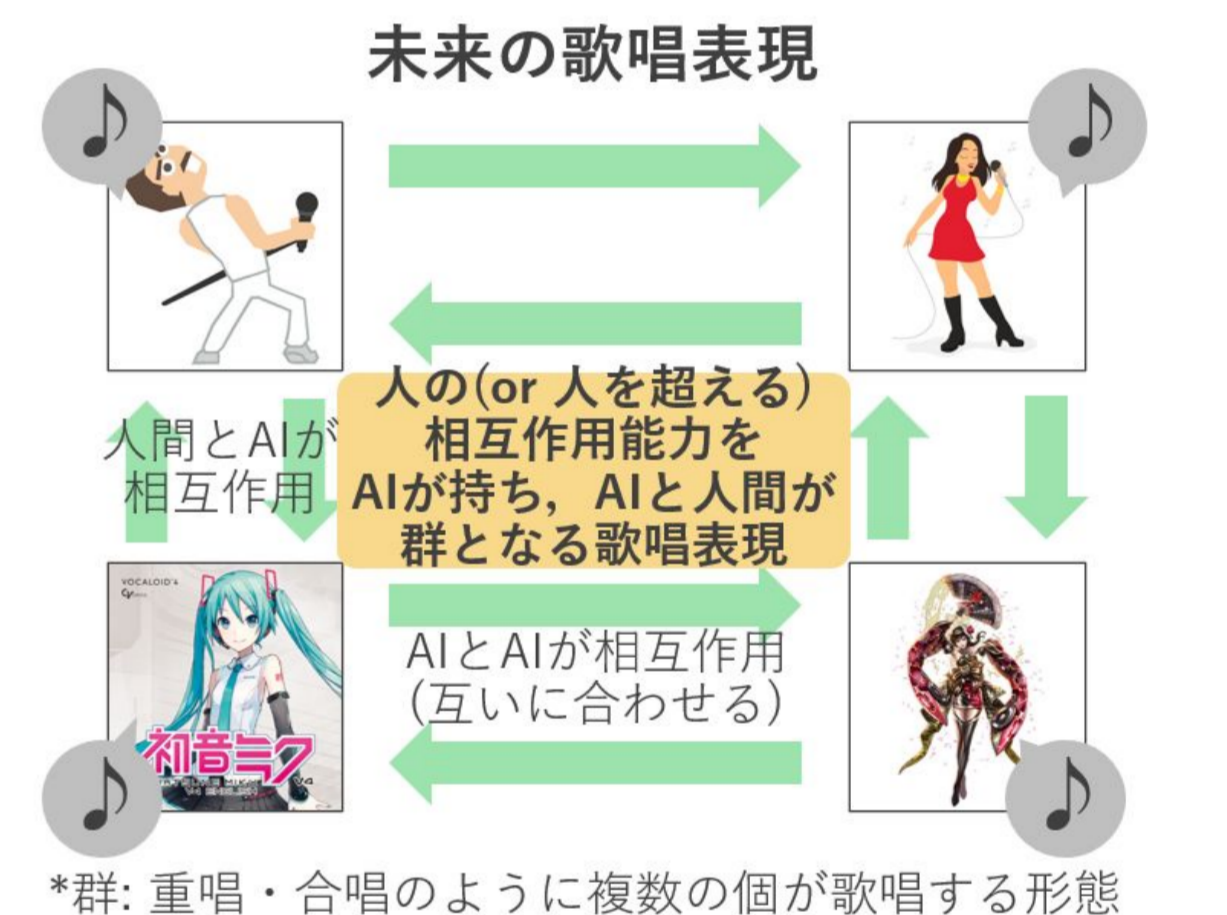 未来の歌唱表現
人の(or 人を超える)
相互作用能力を
AIが持ち，AIと人間が
群となる歌唱表現
人間とAIが
相互作用
VOCALOID4
初音ミク
V4 ENGLISH
AIとAIが相互作用
(互いに合わせる)
*群: 重唱・合唱のように複数の個が歌唱する形態